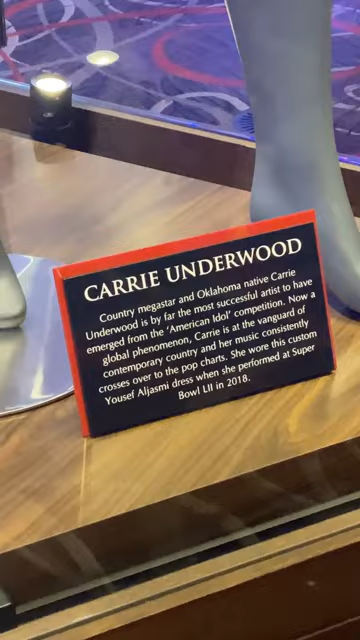 CARRIE UNDERWOOD
Country megastar and Oklahoma native Carrie
Underwood is by far the most successful artist to have
emerged from the ‘American Idol’ competition. Now a
global phenomenon, Carrie is at the vanguard of
contemporary country and her music consistently
crosses over to the pop charts. She wore this custom
Yousef Aljasmi dress when she performed at Super
Bowl LII in 2018.